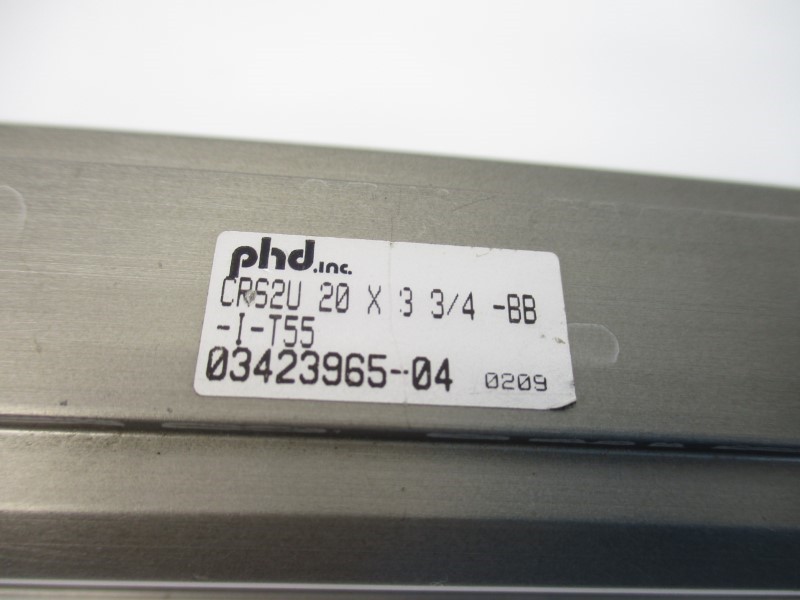 phd.inc.
CRS2U 20 X 3 3/4 -BB
-I-T55
03423965-04 0209